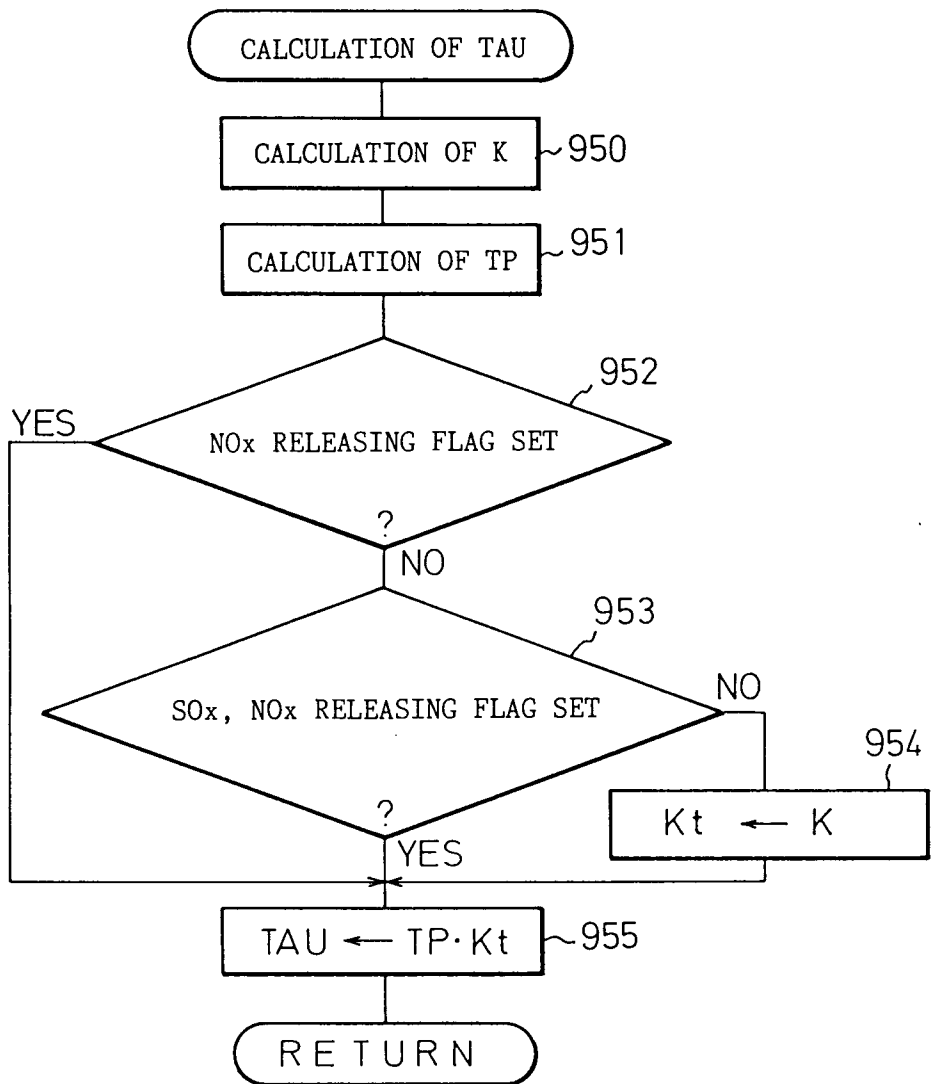 CALCULATION OF TAU
CALCULATION OF K
950
CALCULATION OF TP
951
952
YES
NOx RELEASING FLAG SET
?
NO
953
SOx, NOx RELEASING FLAG SET
NO
?
954
Kt ← K
YES
TAU ← TP·Kt
955
RETURN